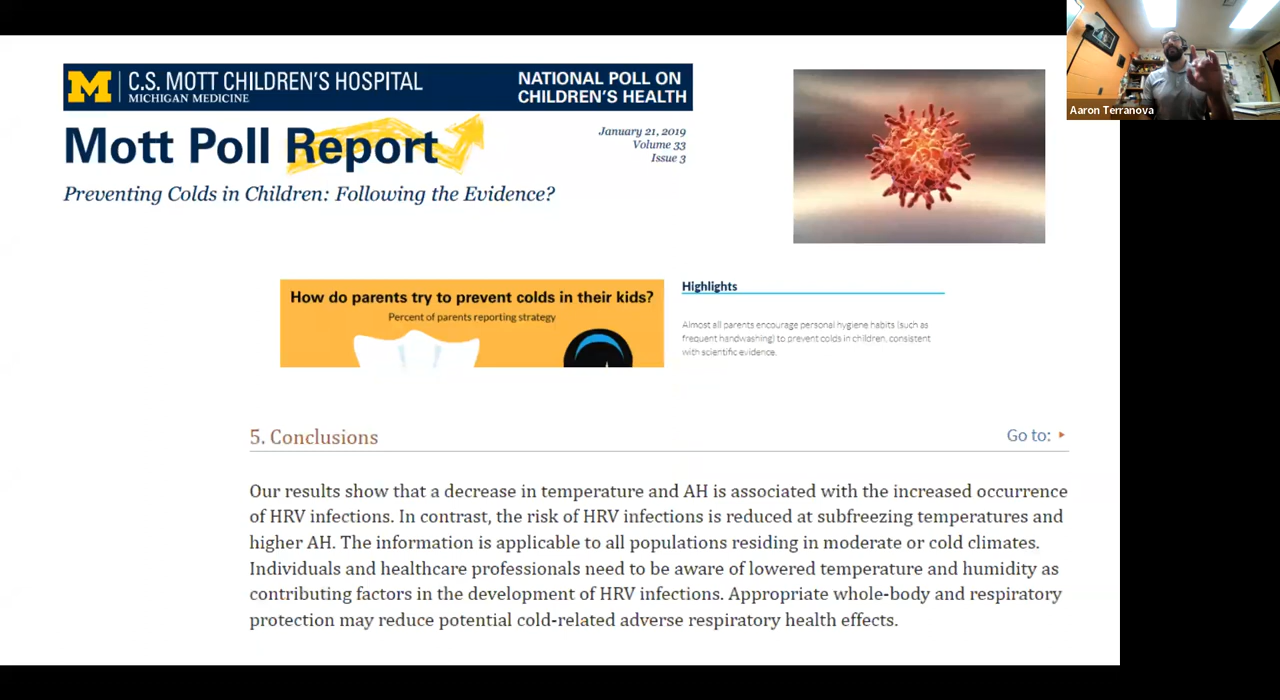 M C.S. MOTT CHILDREN'S HOSPITAL
MICHIGAN MEDICINE
NATIONAL POLL ON
CHILDREN'S HEALTH
Mott Poll Report
January 21, 2019
Volume 33
Issue 3
Preventing Colds in Children: Following the Evidence?
Aaron Terranova
How do parents try to prevent colds in their kids?
Percent of parents reporting strategy
Highlights
Almost all parents encourage personal hygiene habits (such as
frequent handwashing) to prevent colds in children, consistent
with scientific evidence.
5. Conclusions
Go to:
Our results show that a decrease in temperature and AH is associated with the increased occurrence
of HRV infections. In contrast, the risk of HRV infections is reduced at subfreezing temperatures and
higher AH. The information is applicable to all populations residing in moderate or cold climates.
Individuals and healthcare professionals need to be aware of lowered temperature and humidity as
contributing factors in the development of HRV infections. Appropriate whole-body and respiratory
protection may reduce potential cold-related adverse respiratory health effects.